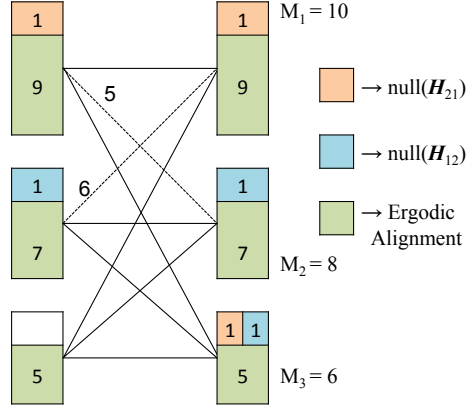 1
1
M₁ = 10
9
5
9
→ null(H₂₁)
1
6
1
→ null(H₁₂)
7
7
→ Ergodic
Alignment
M₂ = 8
1
1
5
5
M₃ = 6